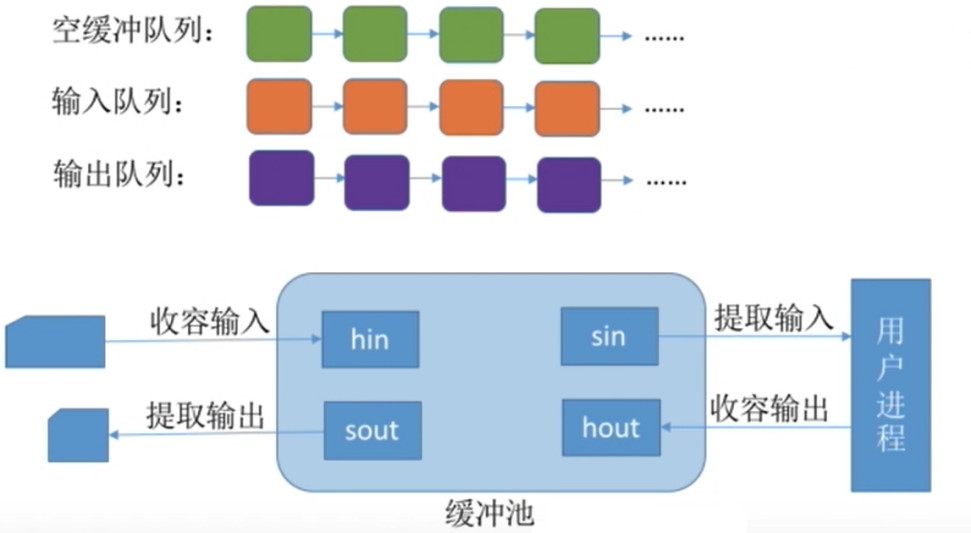 空缓冲队列： ......
输入队列： ......
输出队列： ......
收容输入
hin
sin
提取输入
提取输出
sout
hout
收容输出
用户进程
缓冲池